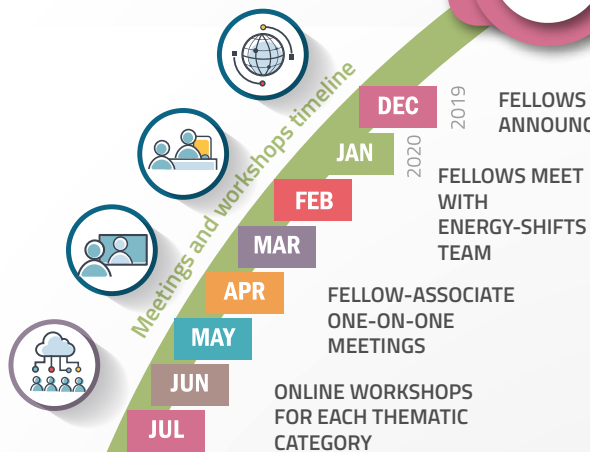 Meetings and workshops timeline
DEC
2019
FELLOWS
JAN
2020
FEB
FELLOWS MEET
WITH
ENERGY-SHIFTS
TEAM
MAR
APR
FELLOW-ASSOCIATE
ONE-ON-ONE
MEETINGS
MAY
JUN
ONLINE WORKSHOPS
FOR EACH THEMATIC
CATEGORY
JUL